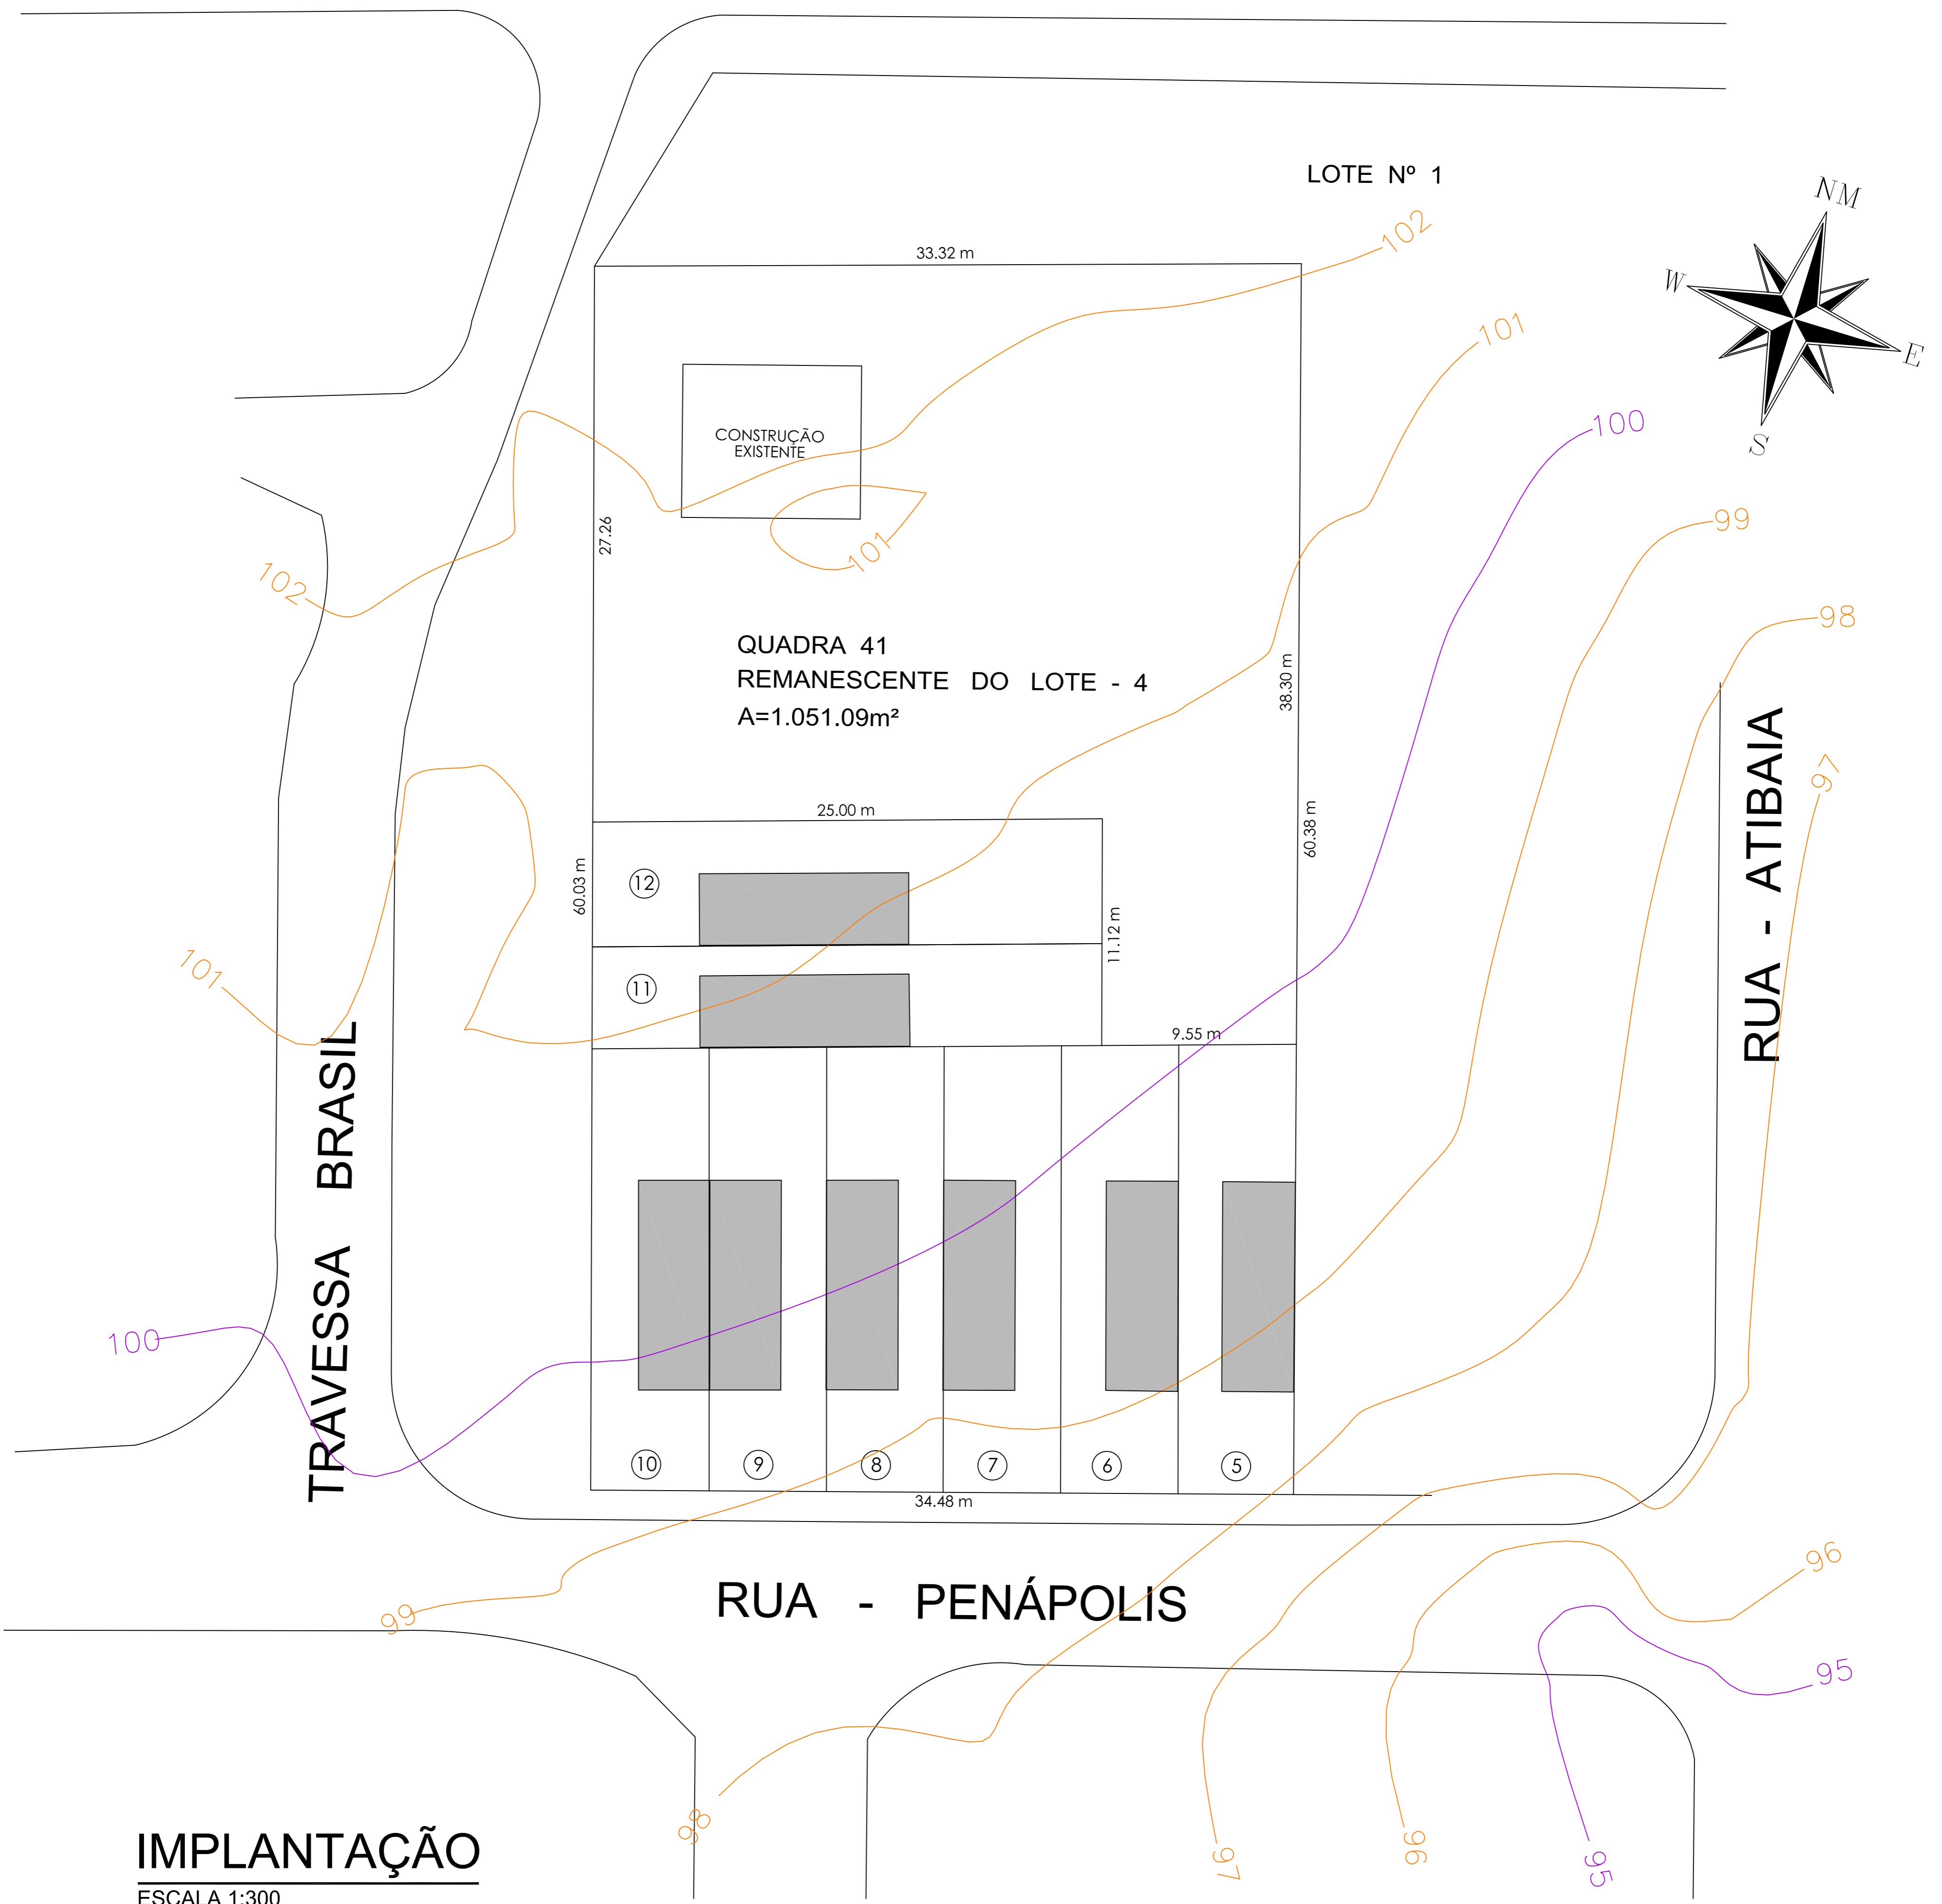 LOTE Nº 1
NM
W
E
S
33.32 m
102
101
100
99
98
97
CONSTRUÇÃO
EXISTENTE
27.26
101
102
QUADRA 41
REMANESCENTE DO LOTE - 4
A=1.051.09m²
38.30 m
60.38 m
RUA - ATIBAIA
25.00 m
60.03 m
12
11.12 m
11
101
9.55 m
TRAVESSA BRASIL
100
10
9
8
7
6
5
34.48 m
RUA - PENÁPOLIS
99
96
95
98
97
96
95
IMPLANTAÇÃO
ESCALA 1:300